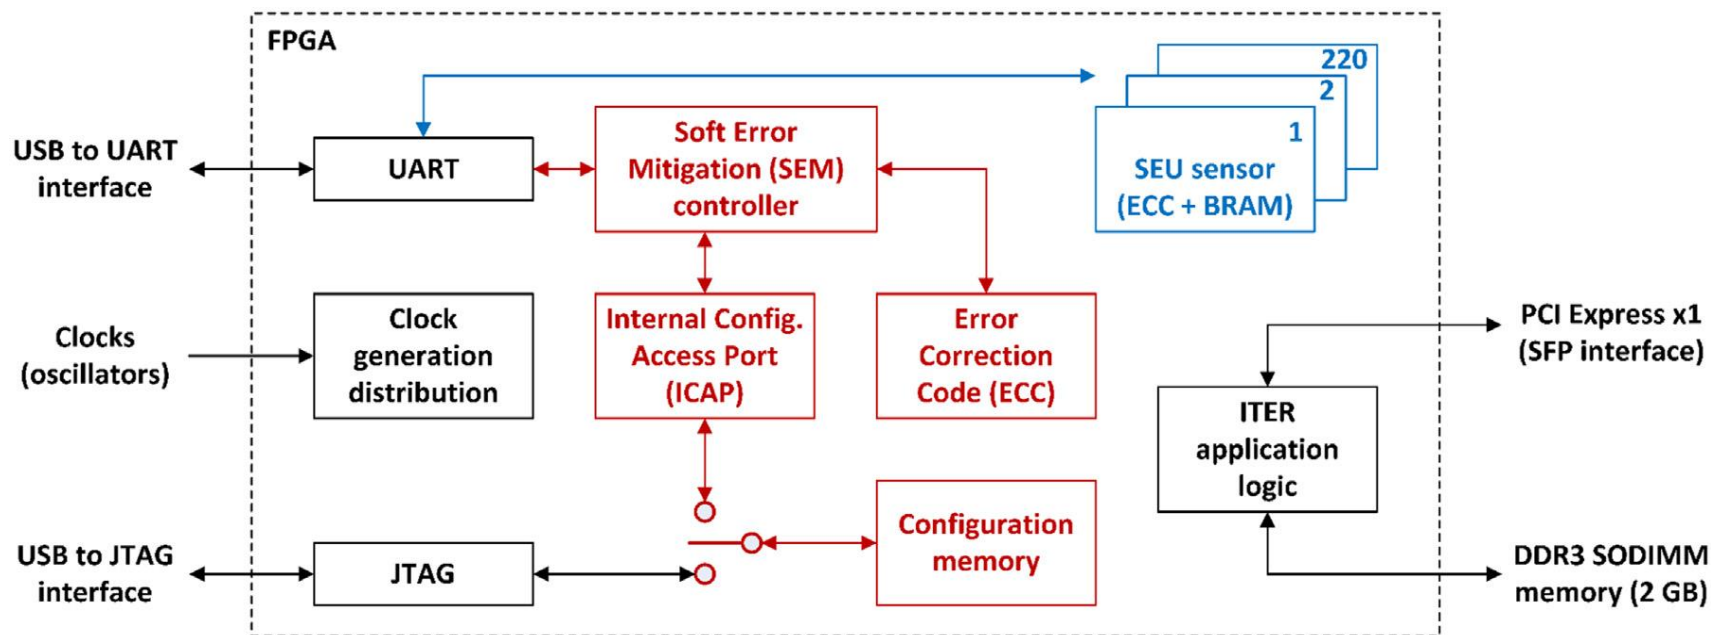 FPGA
220
2
1
SEU sensor
(ECC + BRAM)
USB to UART
interface
UART
Soft Error
Mitigation (SEM)
controller
Clocks
(oscillators)
Clock
generation
distribution
Internal Config.
Access Port
(ICAP)
Error
Correction
Code (ECC)
PCI Express x1
(SFP interface)
ITER
application
logic
USB to JTAG
interface
JTAG
Configuration
memory
DDR3 SODIMM
memory (2 GB)